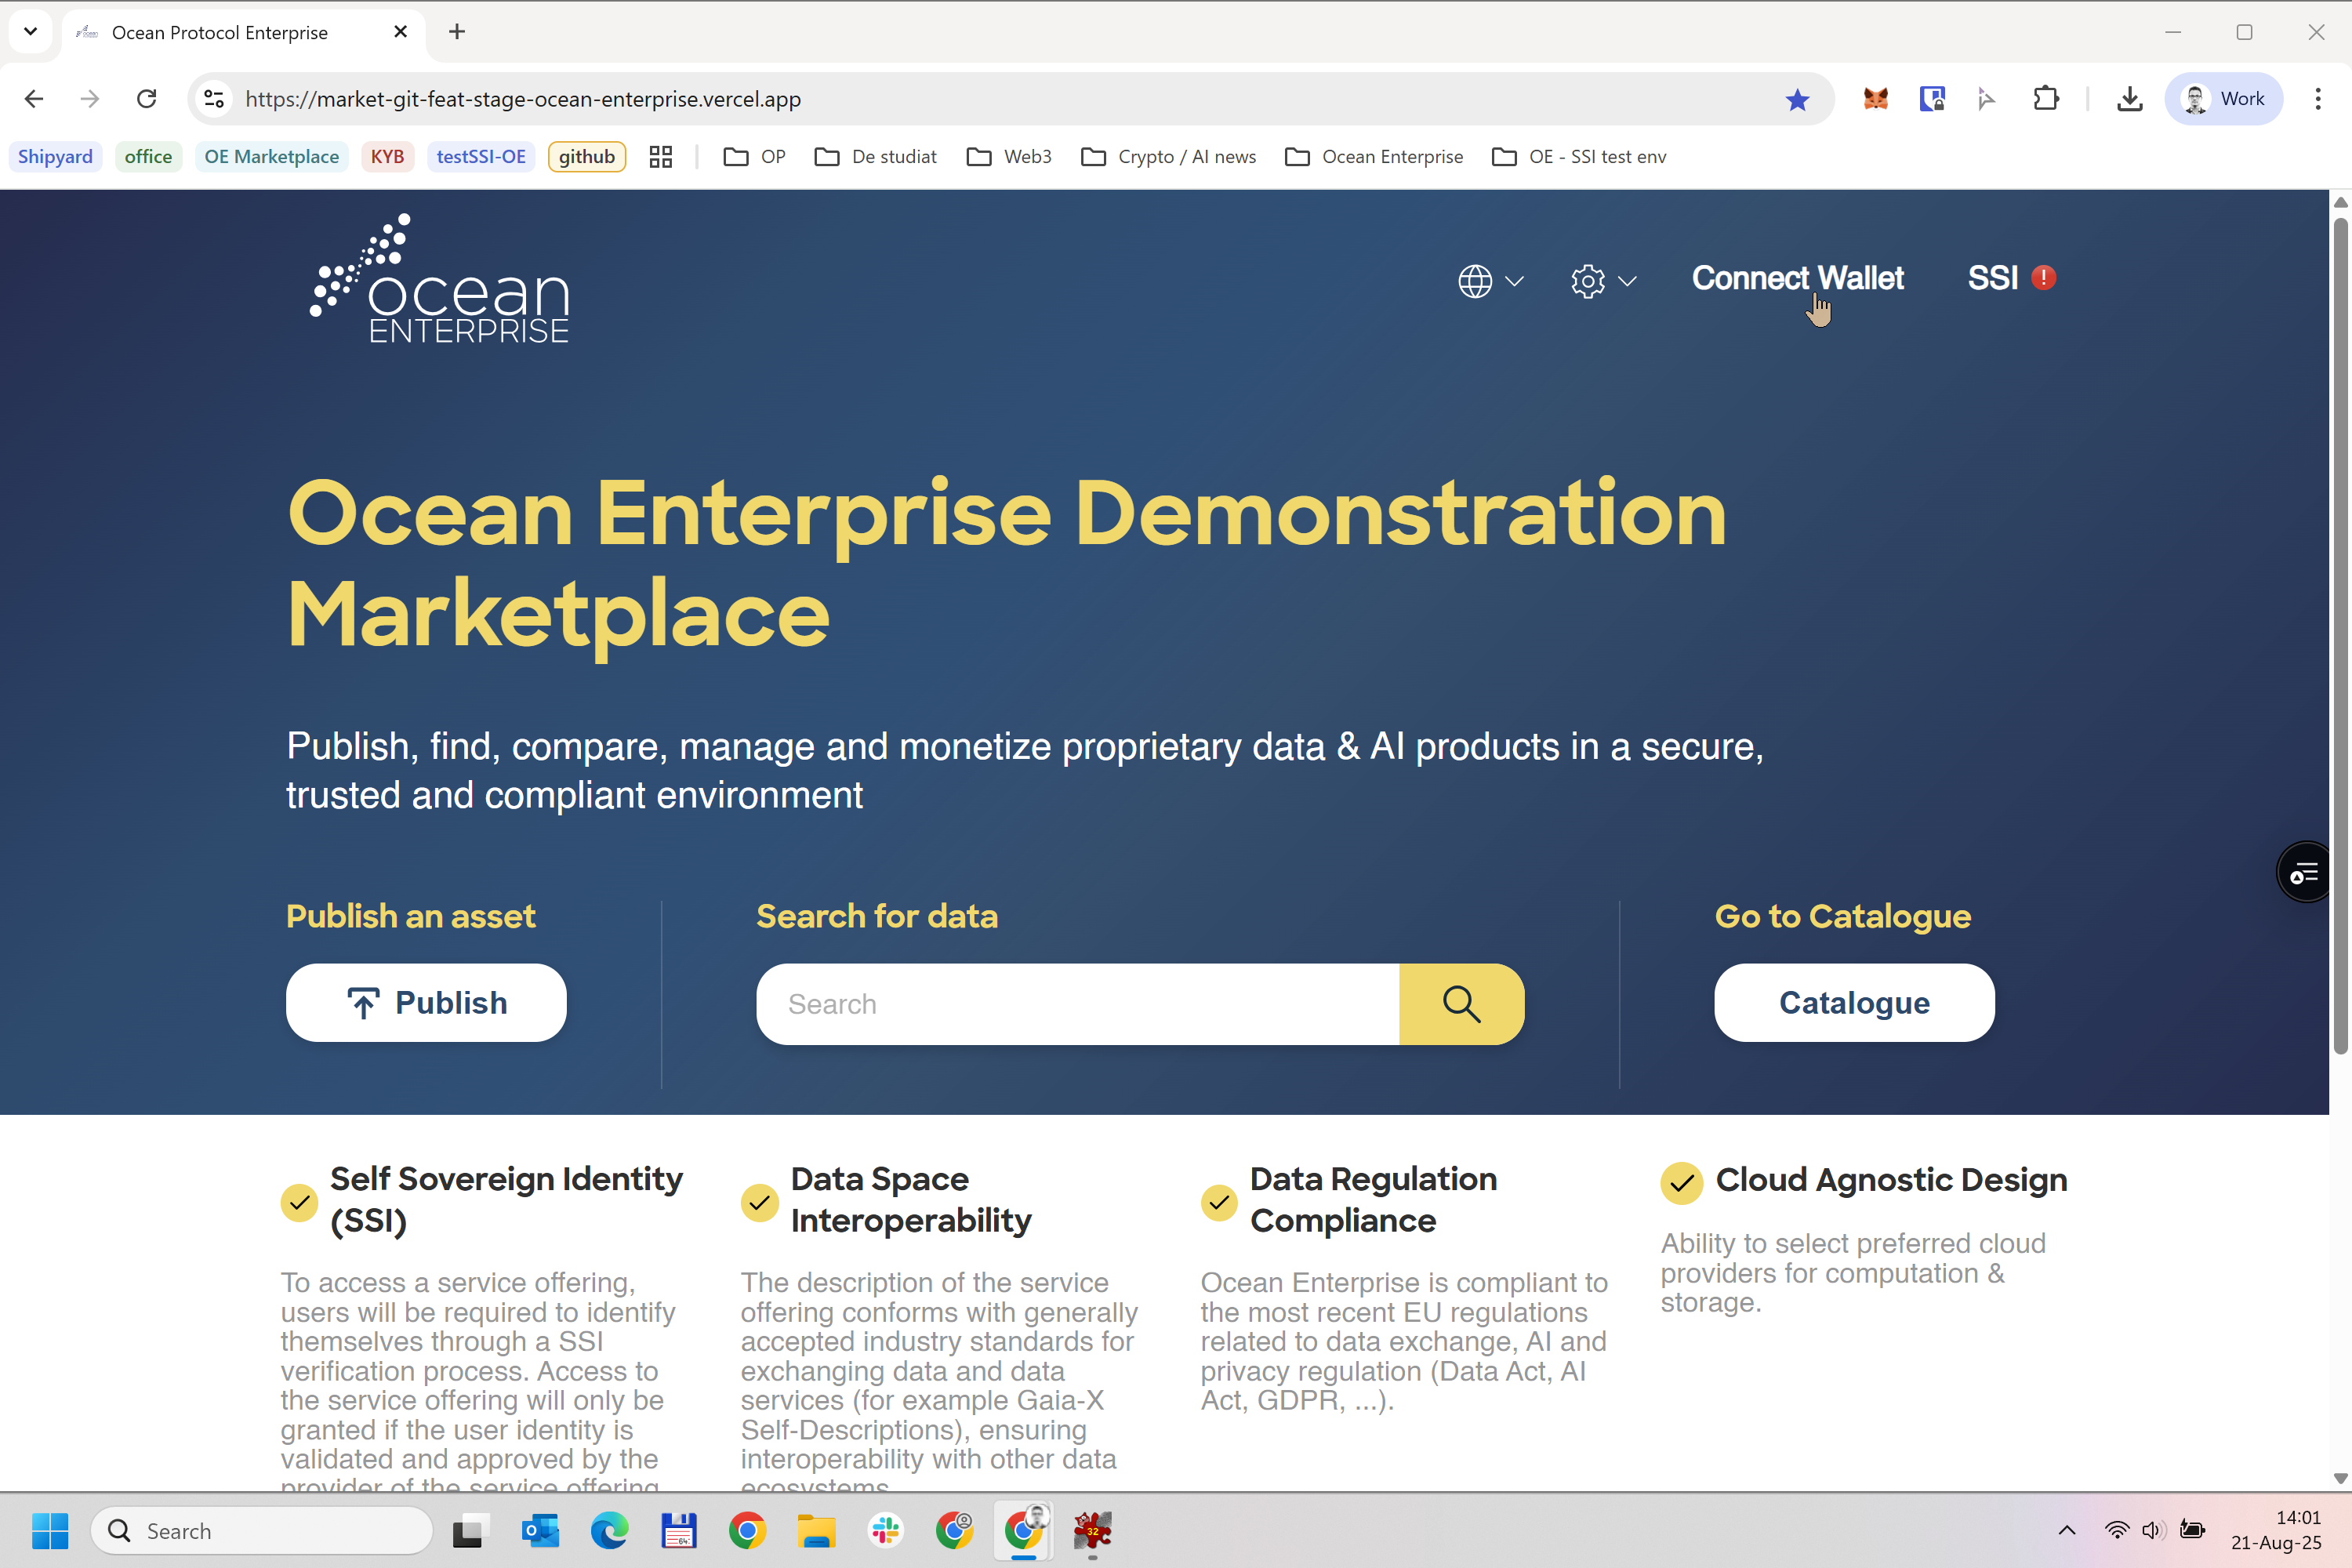 Ocean Protocol Enterprise
https://market-git-feat-stage-ocean-enterprise.vercel.app
Work
Shipyard office OE Marketplace KYB testSSI-OE github OP De studiat Web3 Crypto / AI news Ocean Enterprise OE - SSI test env
ocean
ENTERPRISE
Connect Wallet SSI
Ocean Enterprise Demonstration
Marketplace
Publish, find, compare, manage and monetize proprietary data & AI products in a secure,
trusted and compliant environment
Publish an asset
Publish
Search for data
Search
Go to Catalogue
Catalogue
Self Sovereign Identity
(SSI)
To access a service offering,
users will be required to identify
themselves through a SSI
verification process. Access to
the service offering will only be
granted if the user identity is
validated and approved by the
provider of the service offering
Data Space
Interoperability
The description of the service
offering conforms with generally
accepted industry standards for
exchanging data and data
services (for example Gaia-X
Self-Descriptions), ensuring
interoperability with other data
ecosystems
Data Regulation
Compliance
Ocean Enterprise is compliant to
the most recent EU regulations
related to data exchange, AI and
privacy regulation (Data Act, AI
Act, GDPR, ...).
Cloud Agnostic Design
Ability to select preferred cloud
providers for computation &
storage.
Search
32
14:01
21-Aug-25